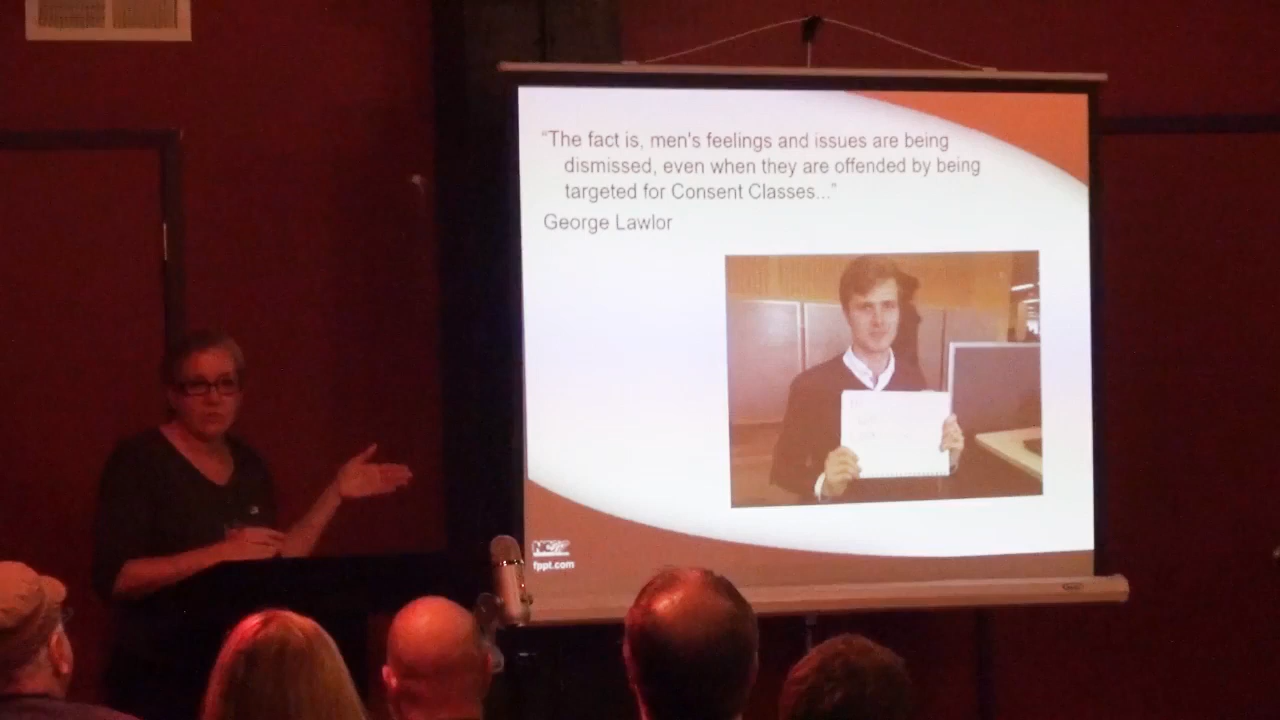 “The fact is, men's feelings and issues are being
dismissed, even when they are offended by being
targeted for Consent Classes...”
George Lawlor
fppt.com